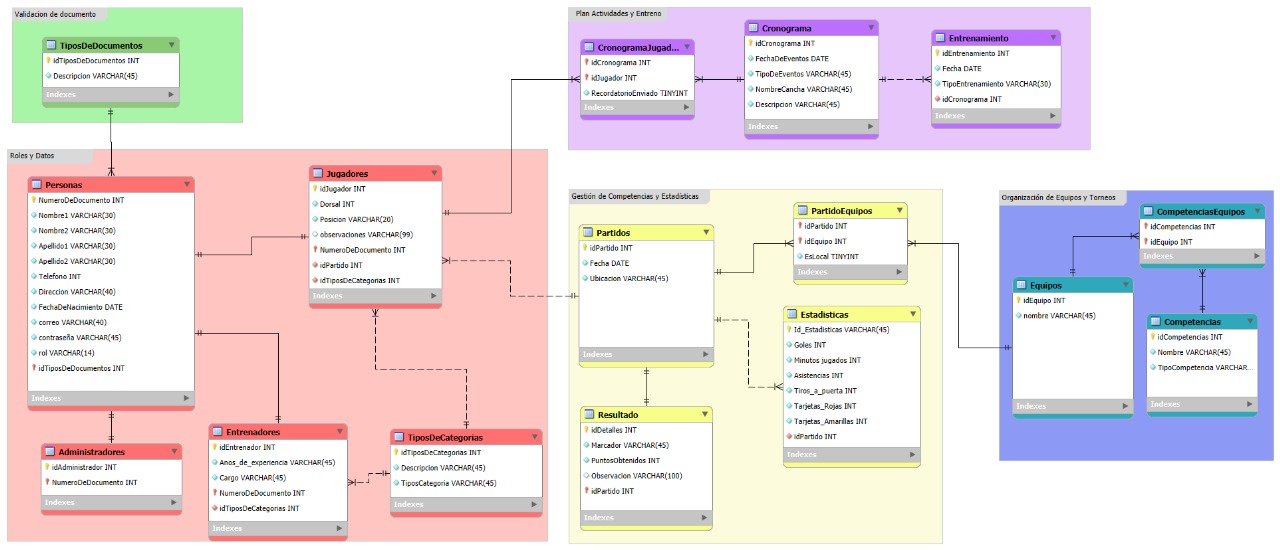 Validacion de documento
TiposDeDocumentos
idTiposDeDocumentos INT
Descripcion VARCHAR(45)
Indexes
Roles y Datos
Personas
NumeroDeDocumento INT
Nombre1 VARCHAR(30)
Nombre2 VARCHAR(30)
Apellido1 VARCHAR(30)
Apellido2 VARCHAR(30)
Telefono INT
Direccion VARCHAR(40)
FechaDeNacimiento DATE
correo VARCHAR(40)
contraseña VARCHAR(45)
rol VARCHAR(14)
idTiposDeDocumentos INT
Indexes
Jugadores
idJugador INT
Dorsal INT
Posicion VARCHAR(20)
observaciones VARCHAR(99)
NumeroDeDocumento INT
idPartido INT
idTiposDeCategorias INT
Indexes
Administradores
idAdministrador INT
NumeroDeDocumento INT
Indexes
Entrenadores
idEntrenador INT
Anos_de_experiencia VARCHAR(45)
Cargo VARCHAR(45)
NumeroDeDocumento INT
idTiposDeCategorias INT
Indexes
TiposDeCategorias
idTiposDeCategorias INT
Descripcion VARCHAR(45)
TiposCategoria VARCHAR(45)
Indexes
Plan Actividades y Entreno
CronogramaJugad...
idCronograma INT
idJugador INT
RecordatorioEnviado TINYINT
Indexes
Cronograma
idCronograma INT
FechaDeEventos DATE
TipoDeEventos VARCHAR(45)
NombreCancha VARCHAR(45)
Descripcion VARCHAR(45)
Indexes
Entrenamiento
idEntrenamiento INT
Fecha DATE
TipoEntrenamiento VARCHAR(30)
idCronograma INT
Indexes
Gestión de Competencias y Estadísticas
Partidos
idPartido INT
Fecha DATE
Ubicacion VARCHAR(45)
Indexes
PartidoEquipos
idPartido INT
idEquipo INT
EsLocal TINYINT
Indexes
Estadisticas
Id_Estadisticas VARCHAR(45)
Goles INT
Minutos jugados INT
Asistencias INT
Tiros_a_puerta INT
Tarjetas_Rojas INT
Tarjetas_Amarillas INT
idPartido INT
Indexes
Resultado
idDetalles INT
Marcador VARCHAR(45)
PuntosObtenidos INT
Observacion VARCHAR(100)
idPartido INT
Indexes
Organización de Equipos y Torneos
CompetenciasEquipos
idCompetencias INT
idEquipo INT
Indexes
Equipos
idEquipo INT
nombre VARCHAR(45)
Indexes
Competencias
idCompetencias INT
Nombre VARCHAR(45)
TipoCompetencia VARCHAR...
Indexes